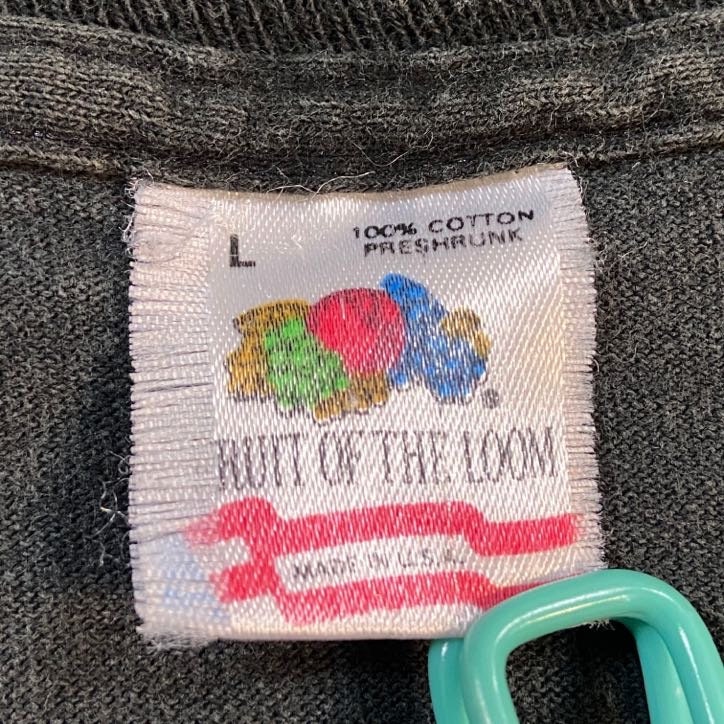 L
100% COTTON
PRESHRUNK
®
FRUIT OF THE LOOM
MADE IN U.S.A.